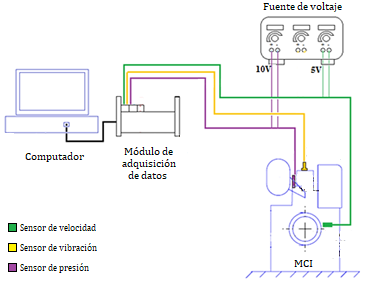 Fuente de voltaje
10V
5V
Computador
Módulo de
adquisición
de datos
Sensor de velocidad
Sensor de vibración
Sensor de presión
MCI